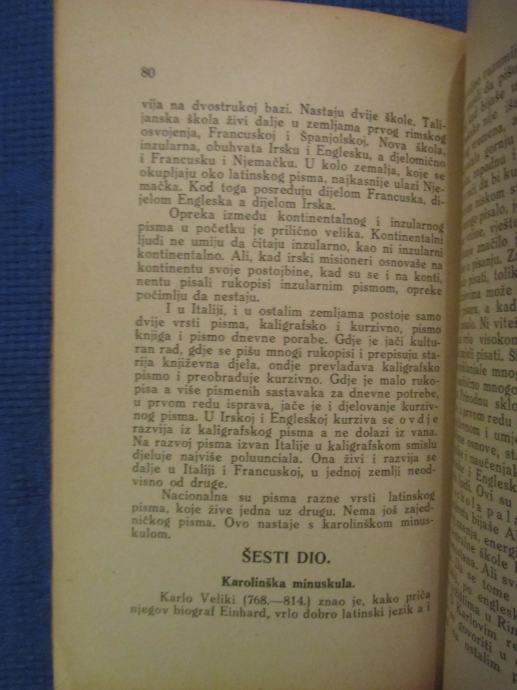 80
vija na dvostrukoj bazi. Nastaju dvije škole. Tali-
janska škola živi dalje u zemljama prvog rimskog
osvojenja, Francuskoj i Španjolskoj. Nova škola,
inzularna, obuhvata Irsku i Englesku, a djelomično
i Francusku i Njemačku. U kolo zemalja, koje se
okupljaju oko latinskog pisma, najkasnije ulazi Nje-
mačka. Kod toga posreduju dijelom Francuska, di-
jelom Engleska a dijelom Irska.
Opreka između kontinentalnog i inzularnog
pisma u početku je prilično velika. Kontinentalni
ljudi ne umiju da čitaju inzularno, kao ni inzularni
kontinentalno. Ali, kad irski misioneri osnovaše na
kontinentu svoje postojbine, kad su se i na konti,
nentu pisali rukopisi inzularnim pismom, opreke
počimlju da nestaju.
I u Italiji, i u ostalim zemljama postoje samo
dvije vrsti pisma, kaligrafsko i kurzivno, pismo
knjiga i pismo dnevne porabe. Gdje je jači kultu-
ran rad, gdje se pišu mnogi rukopisi i prepisuju sta-
rija književna djela, ondje prevladava kaligrafsko
pismo i preobrađuje kurzivno. Gdje je malo ruko-
pisa a više pismenih sastavaka za dnevne potrebe,
u prvom redu isprava, jače je i djelovanje kurziv-
nog pisma. U Irskoj i Engleskoj kurziva se ovdje
razvija iz kaligrafskog pisma a ne dolazi iz vana.
Na razvoj pisma izvan Italije u kaligrafskom smislu
djeluje najviše poluunciala. Ona živi i razvija se
dalje u Italiji i Francuskoj, u jednoj zemlji neod-
visno od druge.
Nacionalna su pisma razne vrsti latinskog
pisma, koje žive jedna uz drugu. Nema još zajed-
ničkog pisma. Ovo nastaje s karolinškom minus-
kulom.
ŠESTI DIO.
Karolinška minuskula.
Karlo Veliki (768.—814.) znao je, kako priča
njegov biograf Einhard, vrlo dobro latinski jezik a i